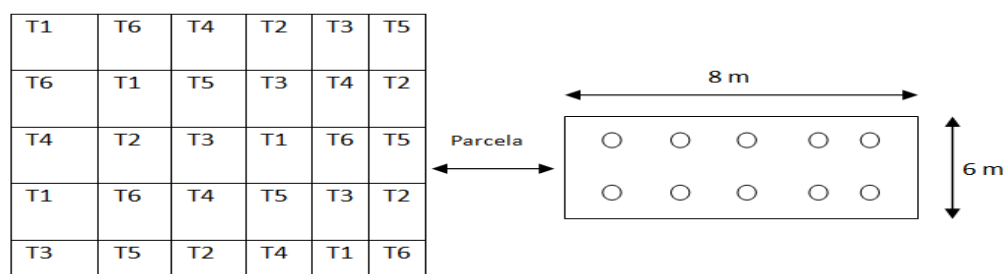 T1 T6 T4 T2 T3 T5
T6 T1 T5 T3 T4 T2
T4 T2 T3 T1 T6 T5
T1 T6 T4 T5 T3 T2
T3 T5 T2 T4 T1 T6
Parcela
8 m
6 m